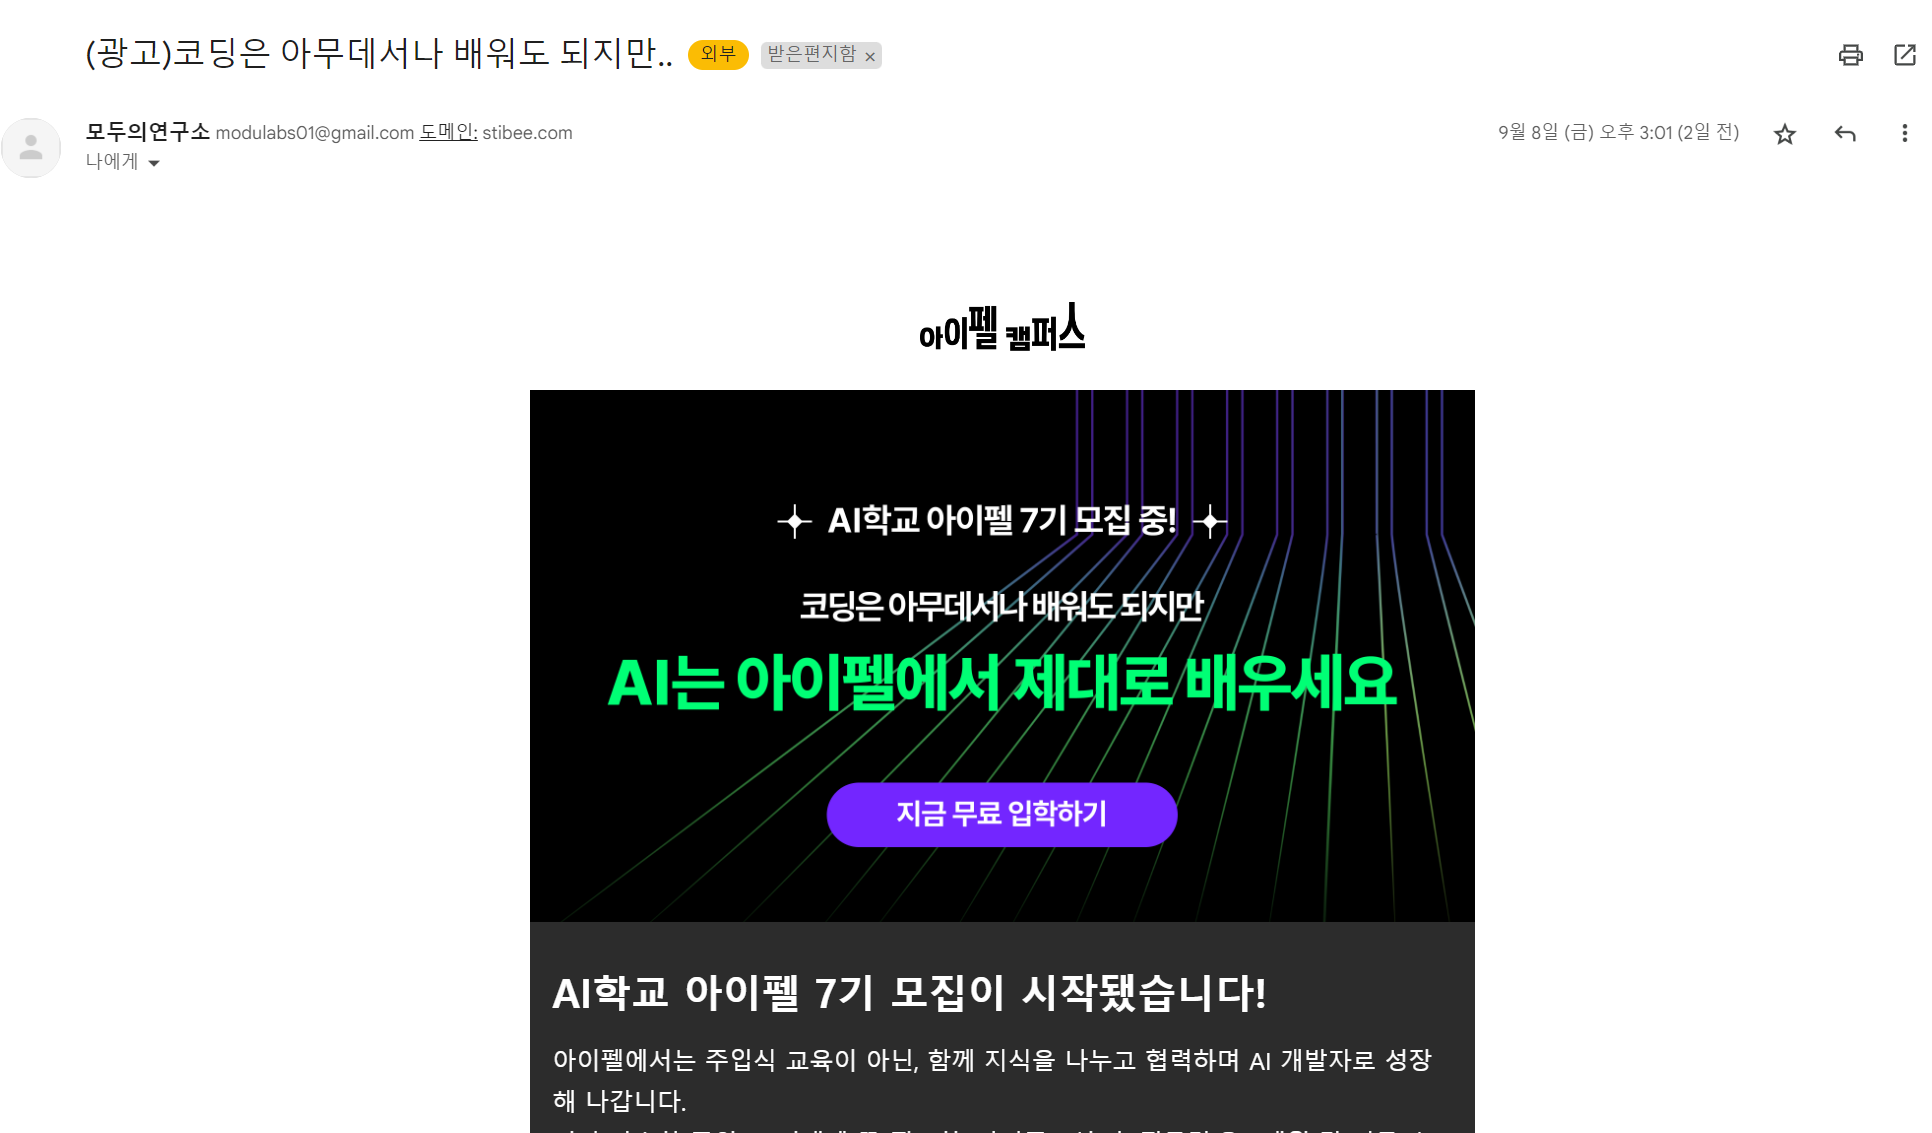 (광고)코딩은 아무데서나 배워도 되지만.. 외부 받은편지함 ×
모두의연구소 modulabs01@gmail.com 도메인: stibee.com 9월 8일 (금) 오후 3:01 (2일 전)
나에게
아이펠 캠퍼스
AI학교 아이펠 7기 모집 중!
코딩은 아무데서나 배워도 되지만
AI는 아이펠에서 제대로 배우세요
지금 무료 입학하기
AI학교 아이펠 7기 모집이 시작됐습니다!
아이펠에서는 주입식 교육이 아닌, 함께 지식을 나누고 협력하며 AI 개발자로 성장
해 나갑니다.